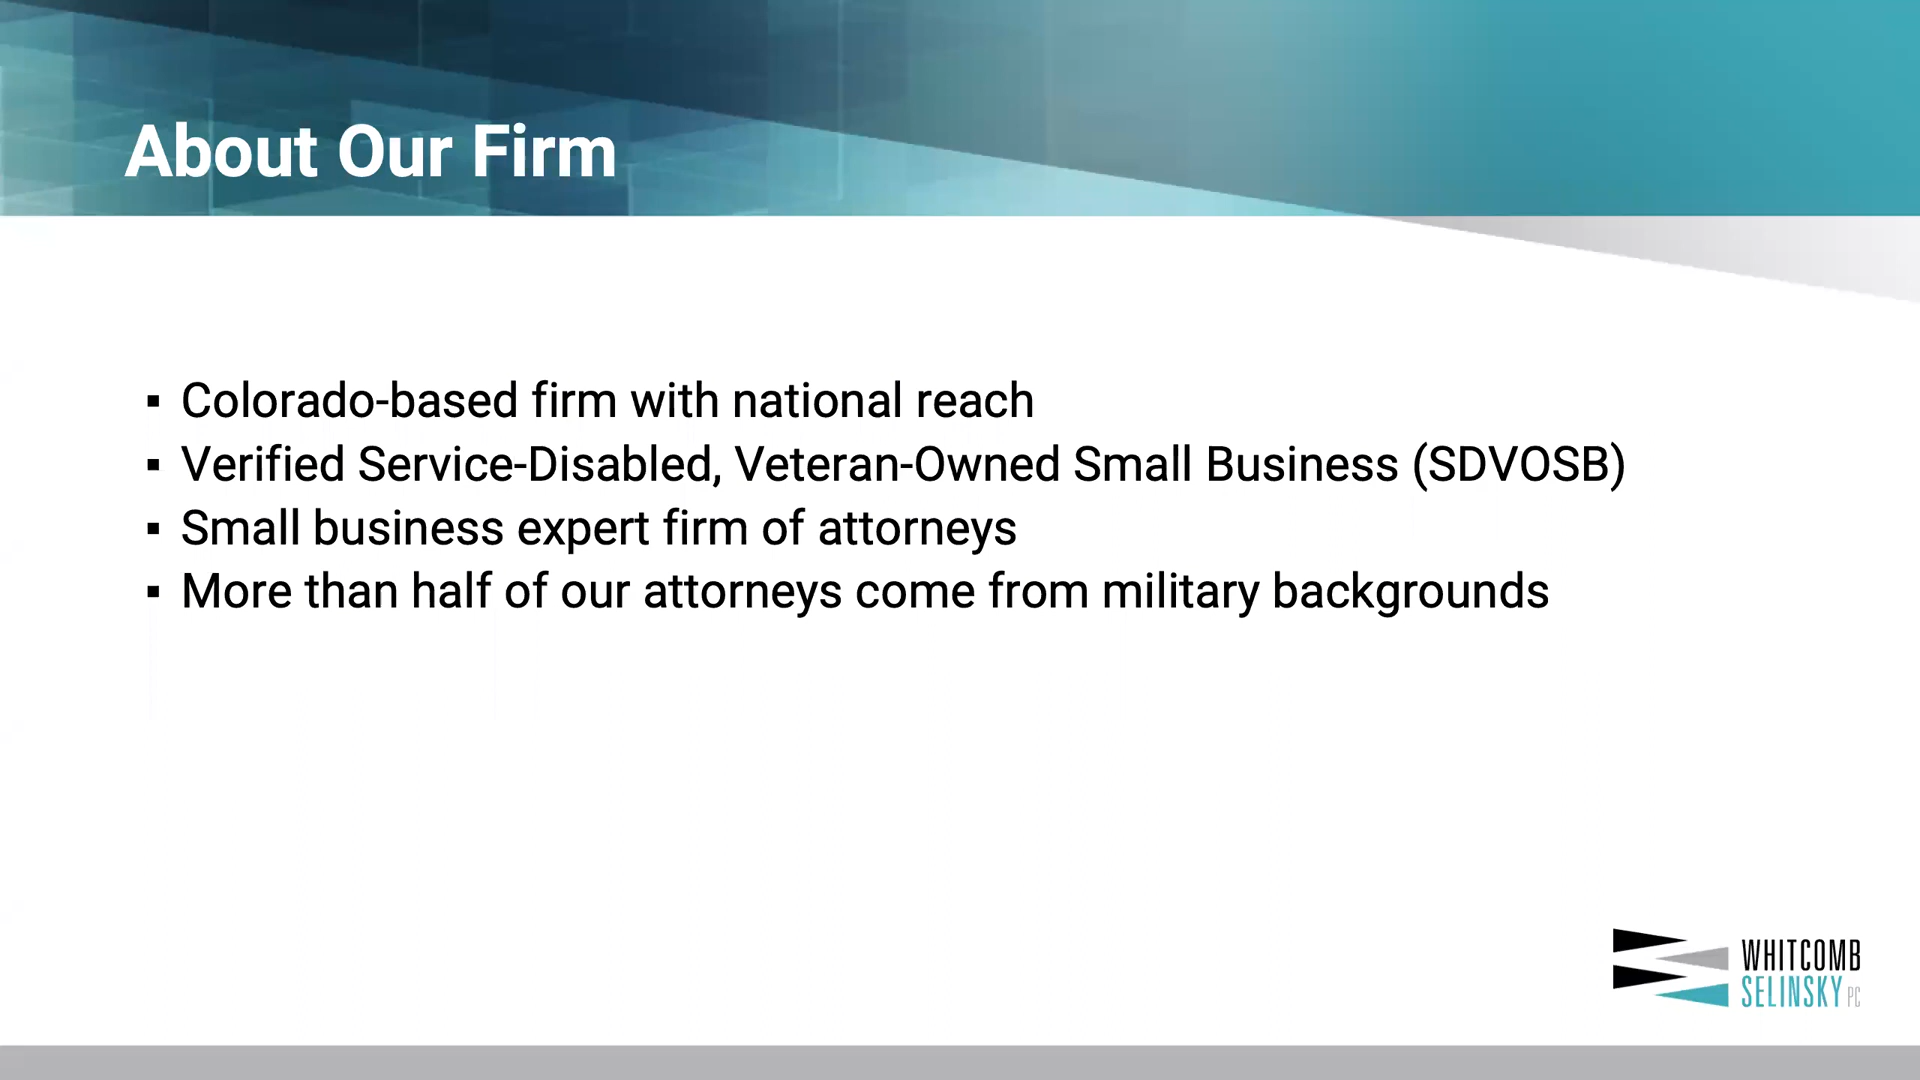 About Our Firm
▪ Colorado-based firm with national reach
▪ Verified Service-Disabled, Veteran-Owned Small Business (SDVOSB)
▪ Small business expert firm of attorneys
▪ More than half of our attorneys come from military backgrounds
WHITCOMB
SELINSKY PC